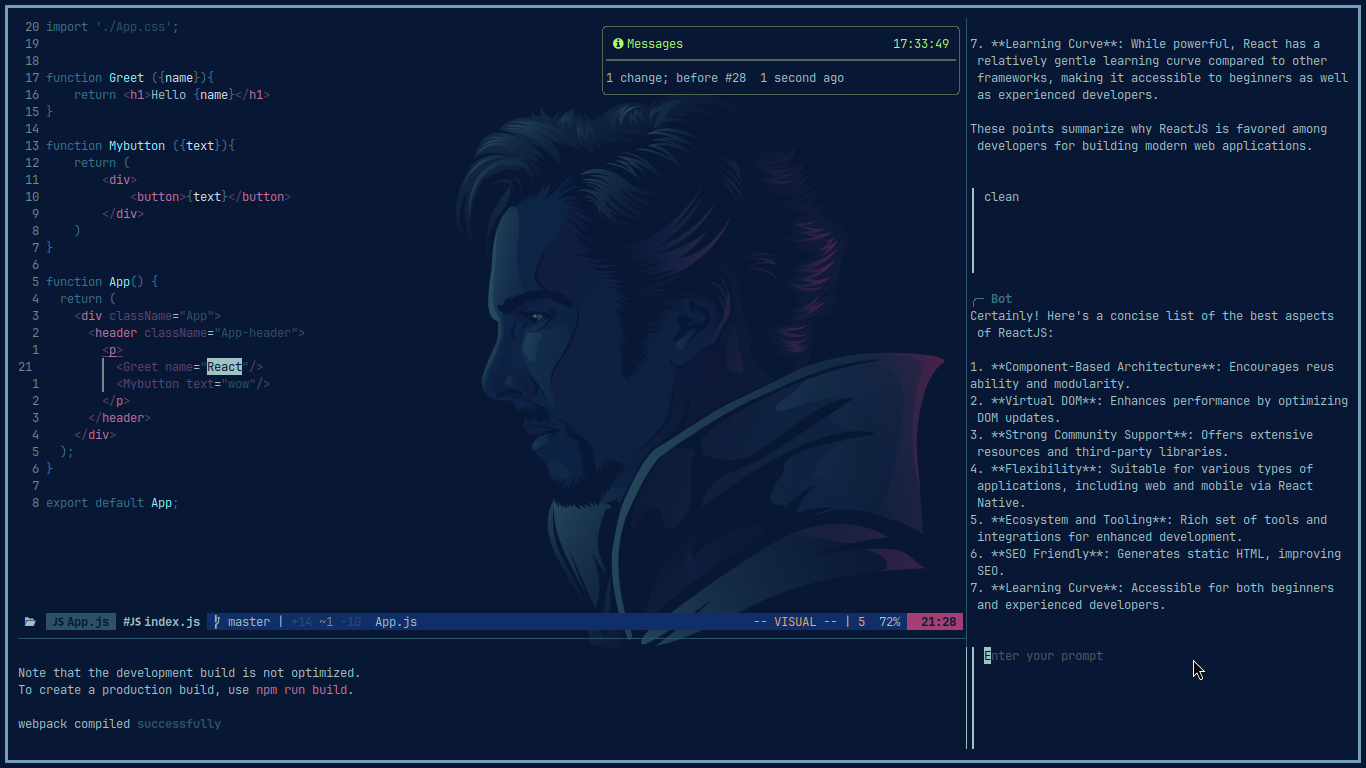 20 import './App.css';
19
18
17 function Greet ({name}){
16     return <h1>Hello {name}</h1>
15 }
14
13 function Mybutton ({text}){
12     return (
11         <div>
10             <button>{text}</button>
9         </div>
8     )
7 }
6
5 function App() {
4   return (
3     <div className="App">
2       <header className="App-header">
1         <p>
21           <Greet name="React"/>
1           <Mybutton text="wow"/>
2         </p>
3       </header>
4     </div>
5   );
6 }
7
8 export default App;
Messages 17:33:49
1 change; before #28  1 second ago
JS App.js #JS index.js master | +14 ~1 -10 App.js -- VISUAL -- | 5 72% 21:28
Note that the development build is not optimized.
To create a production build, use npm run build.
webpack compiled successfully
7. **Learning Curve**: While powerful, React has a
relatively gentle learning curve compared to other
frameworks, making it accessible to beginners as well
as experienced developers.
These points summarize why ReactJS is favored among
developers for building modern web applications.
clean
Bot
Certainly! Here's a concise list of the best aspects
of ReactJS:
1. **Component-Based Architecture**: Encourages reus
ability and modularity.
2. **Virtual DOM**: Enhances performance by optimizing
DOM updates.
3. **Strong Community Support**: Offers extensive
resources and third-party libraries.
4. **Flexibility**: Suitable for various types of
applications, including web and mobile via React
Native.
5. **Ecosystem and Tooling**: Rich set of tools and
integrations for enhanced development.
6. **SEO Friendly**: Generates static HTML, improving
SEO.
7. **Learning Curve**: Accessible for both beginners
and experienced developers.
Enter your prompt